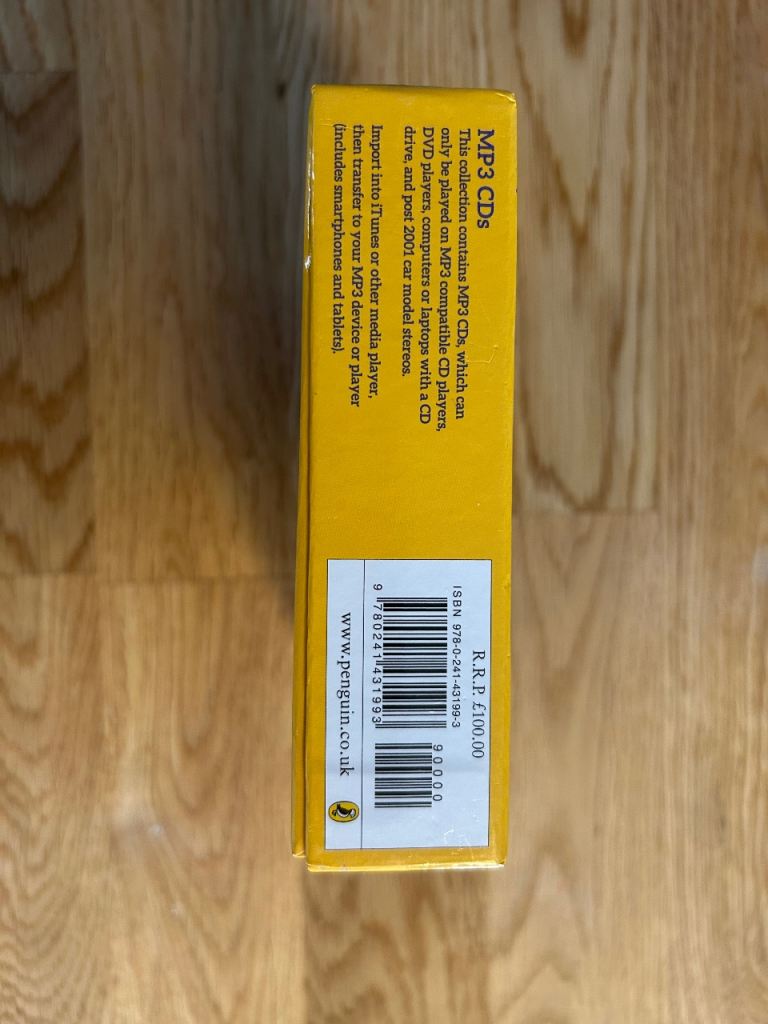 MP3 CDs
This collection contains MP3 CDs, which can
only be played on MP3 compatible CD players,
DVD players, computers or laptops with a CD
drive, and post 2001 car model stereos.
Import into iTunes or other media player,
then transfer to your MP3 device or player
(includes smartphones and tablets).
R.R.P. £100.00
ISBN 978-0-241-43199-3
90000
9 780241 431993
www.penguin.co.uk